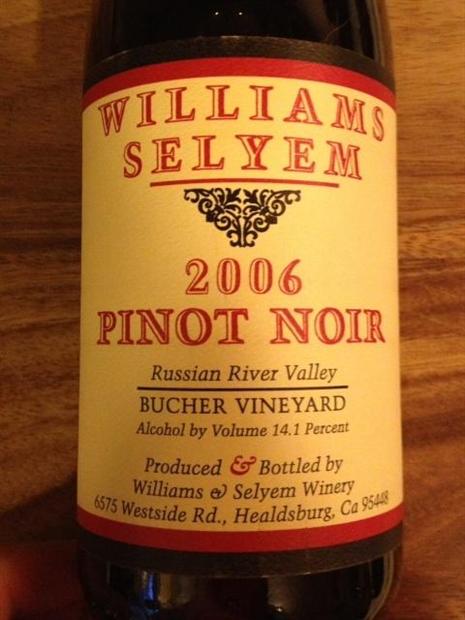 WILLIAMS
SELYEM
2006
PINOT NOIR
Russian River Valley
BUCHER VINEYARD
Alcohol by Volume 14.1 Percent
Produced & Bottled by
Williams & Selyem Winery
6575 Westside Rd., Healdsburg, Ca 95448